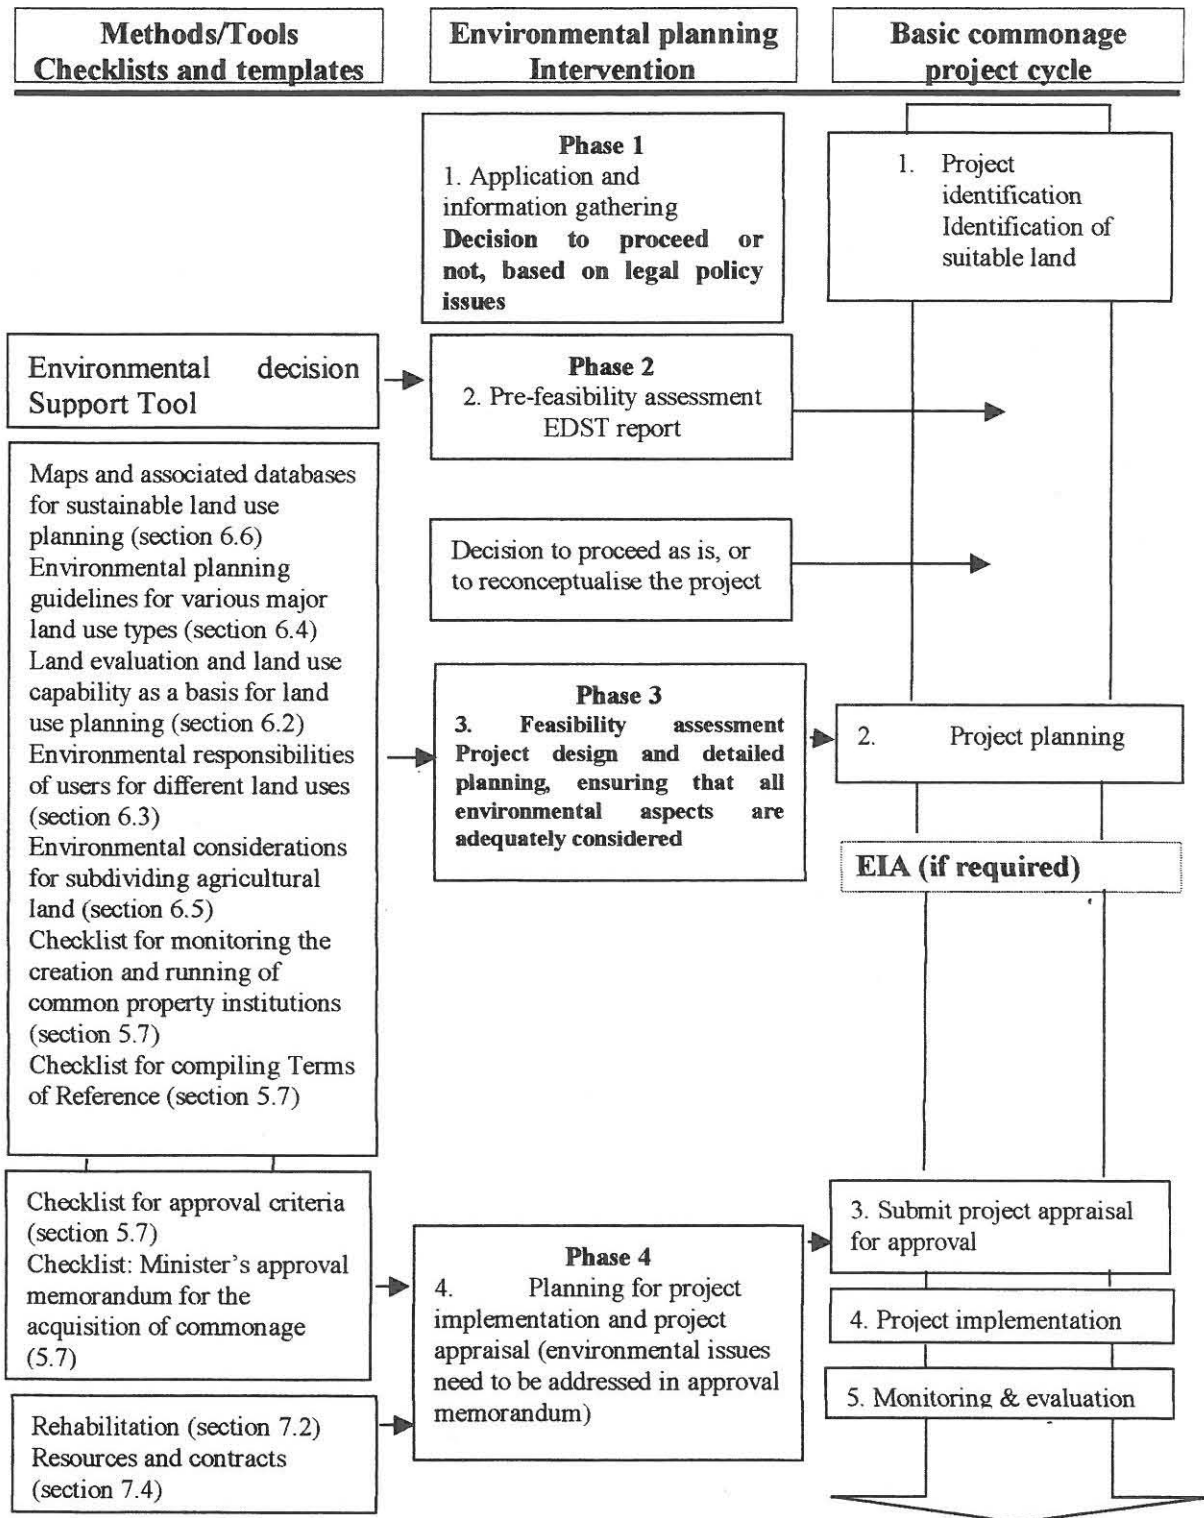 Methods/Tools
Checklists and templates
Environmental planning
Intervention
Basic commonage
project cycle
Phase 1
1. Application and
information gathering
Decision to proceed or
not, based on legal policy
issues
1. Project
identification
Identification of
suitable land
Environmental decision
Support Tool
Phase 2
2. Pre-feasibility assessment
EDST report
Maps and associated databases
for sustainable land use
planning (section 6.6)
Environmental planning
guidelines for various major
land use types (section 6.4)
Land evaluation and land use
capability as a basis for land
use planning (section 6.2)
Environmental responsibilities
of users for different land uses
(section 6.3)
Environmental considerations
for subdividing agricultural
land (section 6.5)
Checklist for monitoring the
creation and running of
common property institutions
(section 5.7)
Checklist for compiling Terms
of Reference (section 5.7)
Decision to proceed as is, or
to reconceptualise the project
Phase 3
3. Feasibility assessment
Project design and detailed
planning, ensuring that all
environmental aspects are
adequately considered
2. Project planning
EIA (if required)
Checklist for approval criteria
(section 5.7)
Checklist: Minister's approval
memorandum for the
acquisition of commonage
(5.7)
Phase 4
4. Planning for project
implementation and project
appraisal (environmental issues
need to be addressed in approval
memorandum)
3. Submit project appraisal
for approval
4. Project implementation
5. Monitoring & evaluation
Rehabilitation (section 7.2)
Resources and contracts
(section 7.4)